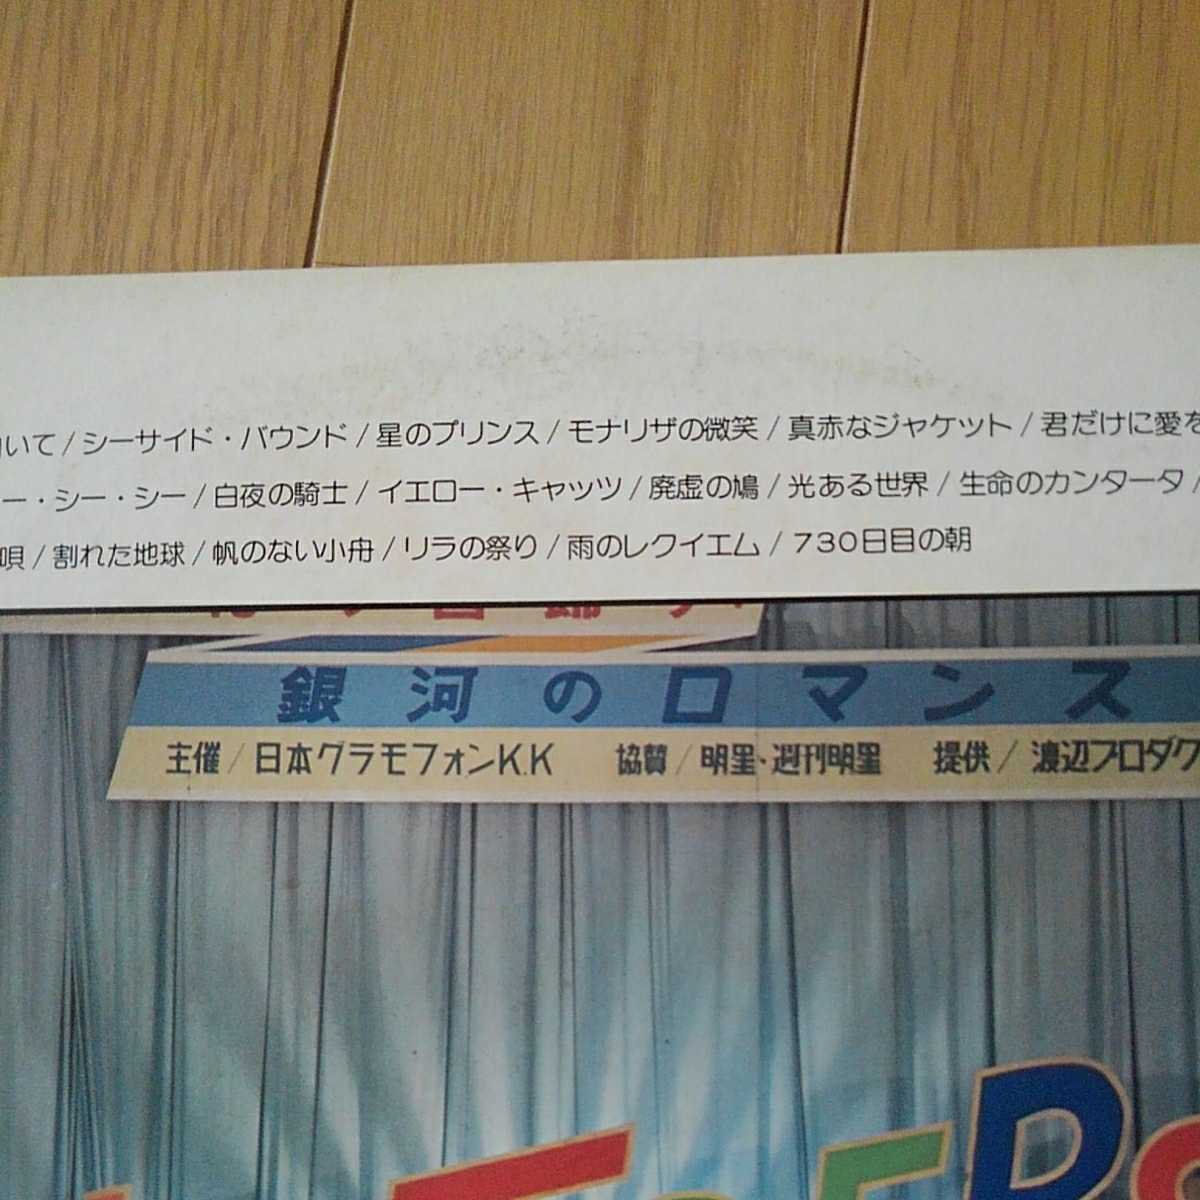 いて/シーサイド・バウンド/星のプリンス/モナリザの微笑/真赤なジャケット/君だけに愛を
ー・シー・シー/白夜の騎士/イエロー・キャッツ/廃虚の鳩/光ある世界/生命のカンタータ/
唄/割れた地球/帆のない小舟/リラの祭り/雨のレクイエム/730日目の朝
銀河のロマンス
主催/日本グラモフォンK.K 協賛/明星・週刊明星 提供/渡辺プロダク